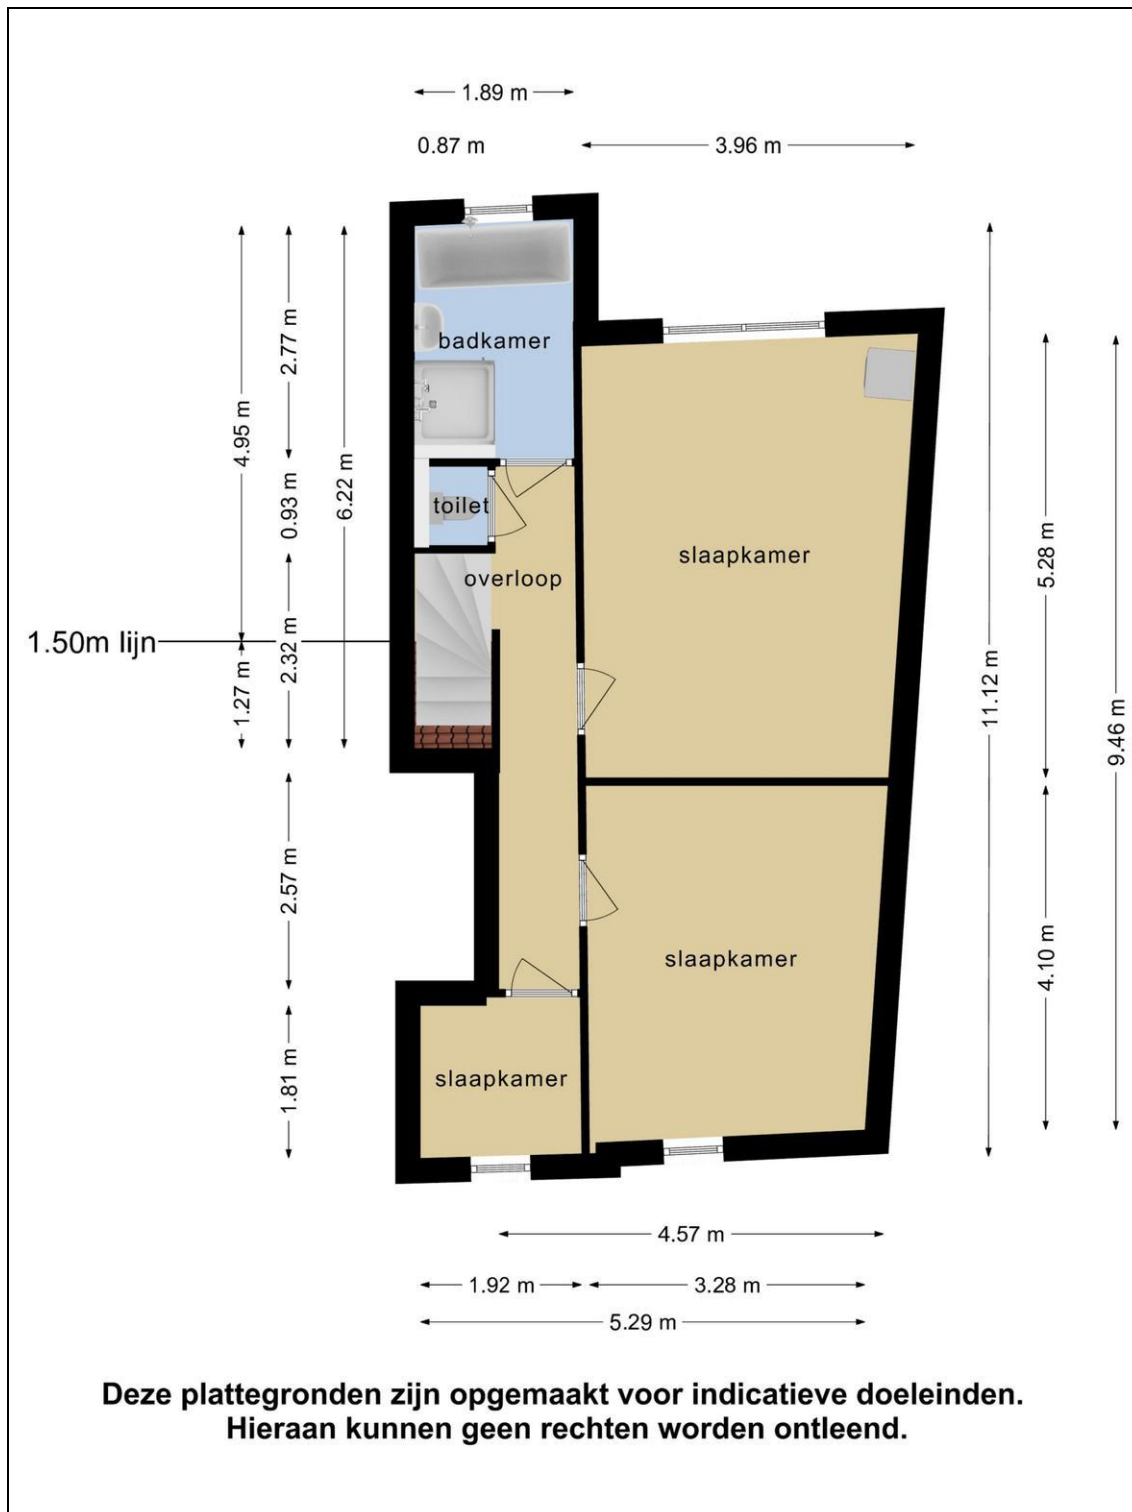 1.89 m
0.87 m
3.96 m
2.77 m
badkamer
4.95 m
0.93 m
6.22 m
toilet
slaapkamer
5.28 m
overloop
1.50m lijn
2.32 m
1.27 m
11.12 m
9.46 m
2.57 m
slaapkamer
4.10 m
1.81 m
slaapkamer
4.57 m
1.92 m
3.28 m
5.29 m
Deze plattegronden zijn opgemaakt voor indicatieve doeleinden.
Hieraan kunnen geen rechten worden ontleend.